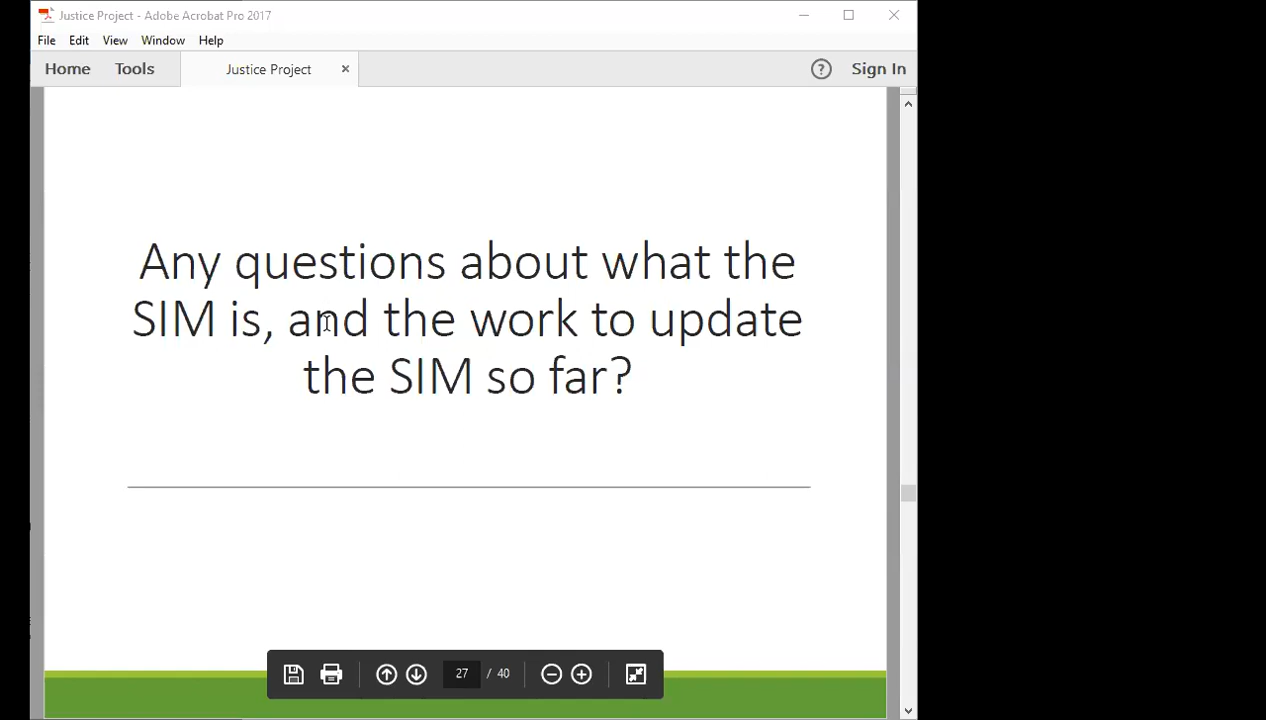 Justice Project - Adobe Acrobat Pro 2017
File Edit View Window Help
Home Tools Justice Project × ? Sign In
Any questions about what the
SIM is, and the work to update
the SIM so far?
27 / 40